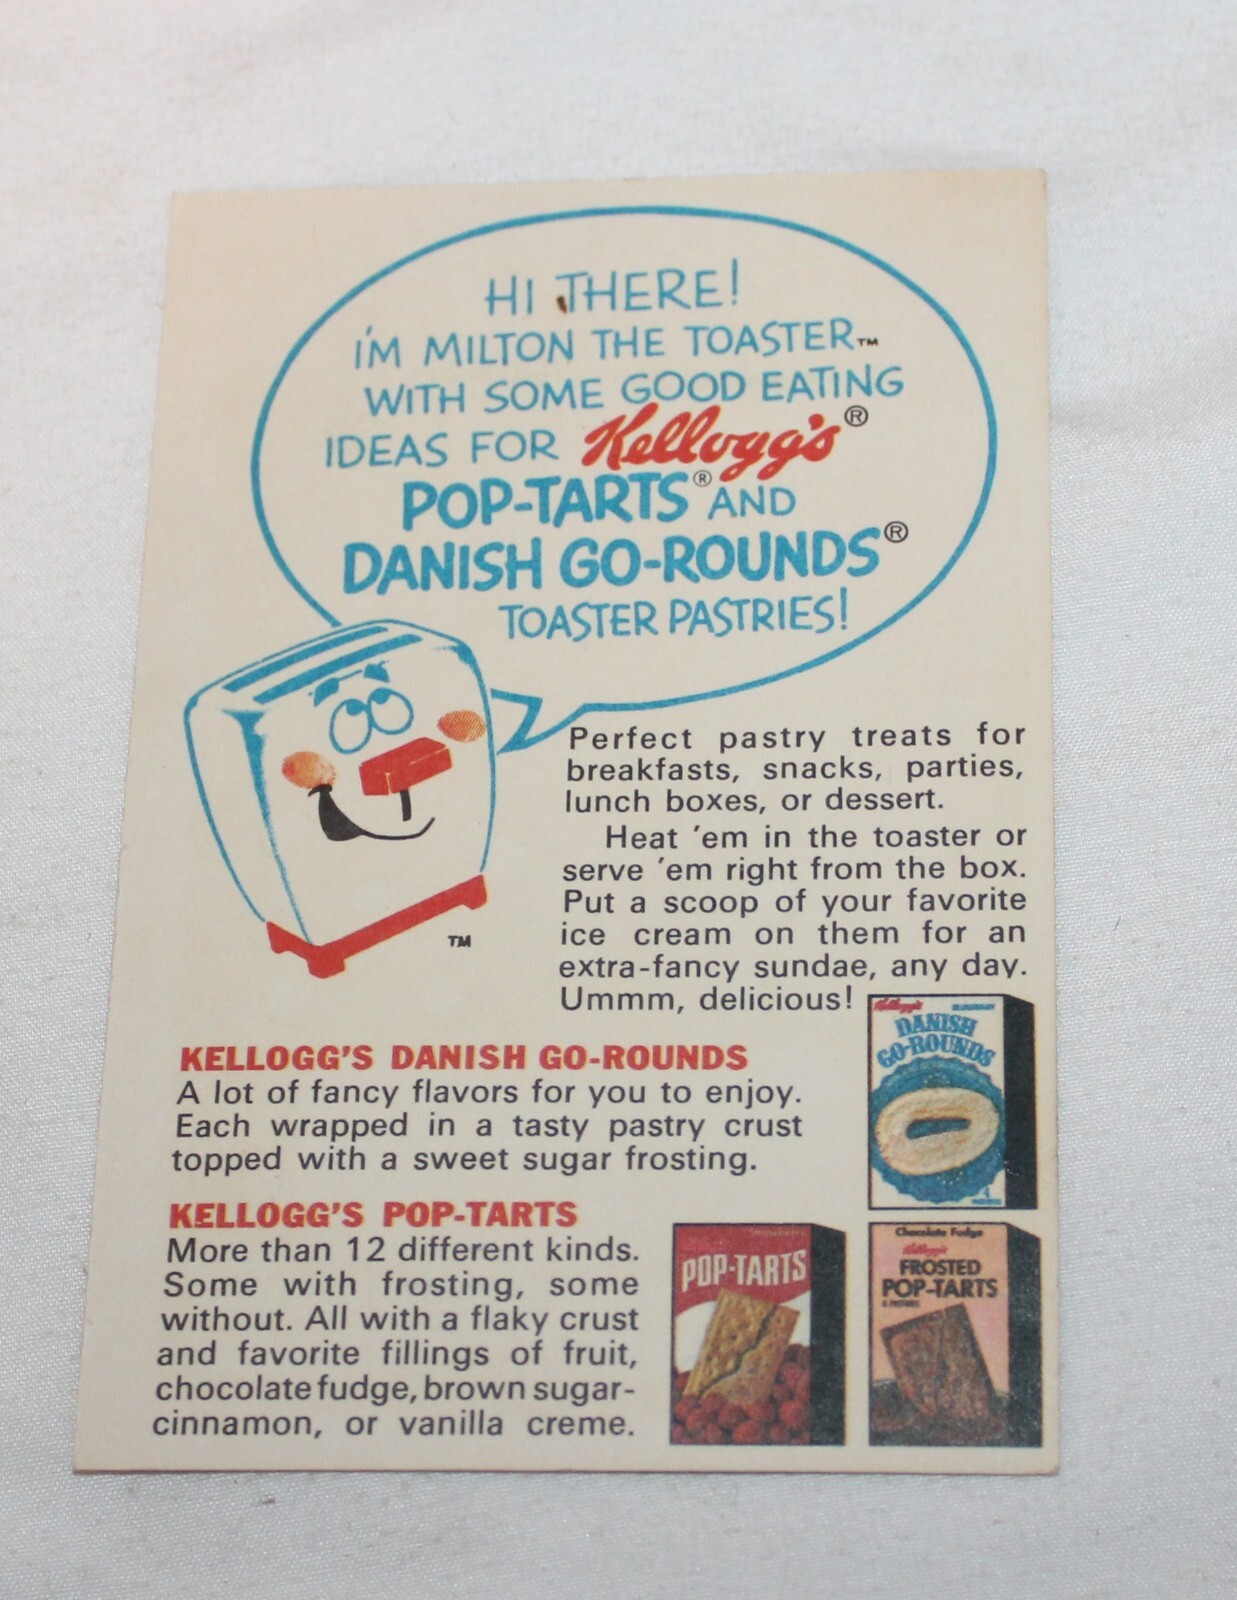 HI THERE!
I'M MILTON THE TOASTER™
WITH SOME GOOD EATING
IDEAS FOR Kellogg's®
POP-TARTS® AND
DANISH GO-ROUNDS®
TOASTER PASTRIES!
TM
Perfect pastry treats for
breakfasts, snacks, parties,
lunch boxes, or dessert.
Heat 'em in the toaster or
serve 'em right from the box.
Put a scoop of your favorite
ice cream on them for an
extra-fancy sundae, any day.
Ummm, delicious!
Kellogg's
DANISH
GO-ROUNDS
4
KELLOGG'S DANISH GO-ROUNDS
A lot of fancy flavors for you to enjoy.
Each wrapped in a tasty pastry crust
topped with a sweet sugar frosting.
KELLOGG'S POP-TARTS
More than 12 different kinds.
Some with frosting, some
without. All with a flaky crust
and favorite fillings of fruit,
chocolate fudge, brown sugar-
cinnamon, or vanilla creme.
POP-TARTS
Chocolate Fudge
Kellogg's
FROSTED
POP-TARTS